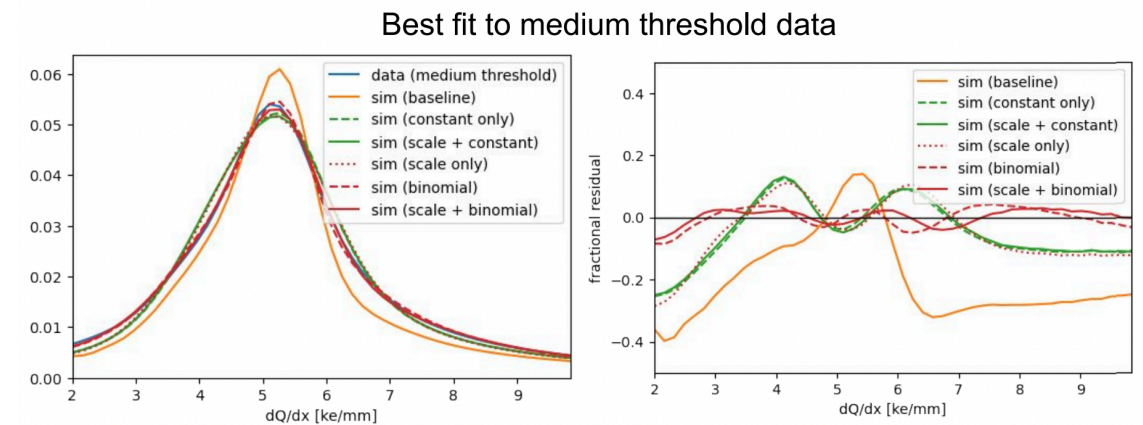 Best fit to medium threshold data
0.06
0.05
0.04
0.03
0.02
0.01
0.00
2 3 4 5 6 7 8 9
dQ/dx [ke/mm]
data (medium threshold)
sim (baseline)
sim (constant only)
sim (scale + constant)
sim (scale only)
sim (binomial)
sim (scale + binomial)
fractional residual
0.4
0.2
0.0
−0.2
−0.4
2 3 4 5 6 7 8 9
dQ/dx [ke/mm]
sim (baseline)
sim (constant only)
sim (scale + constant)
sim (scale only)
sim (binomial)
sim (scale + binomial)